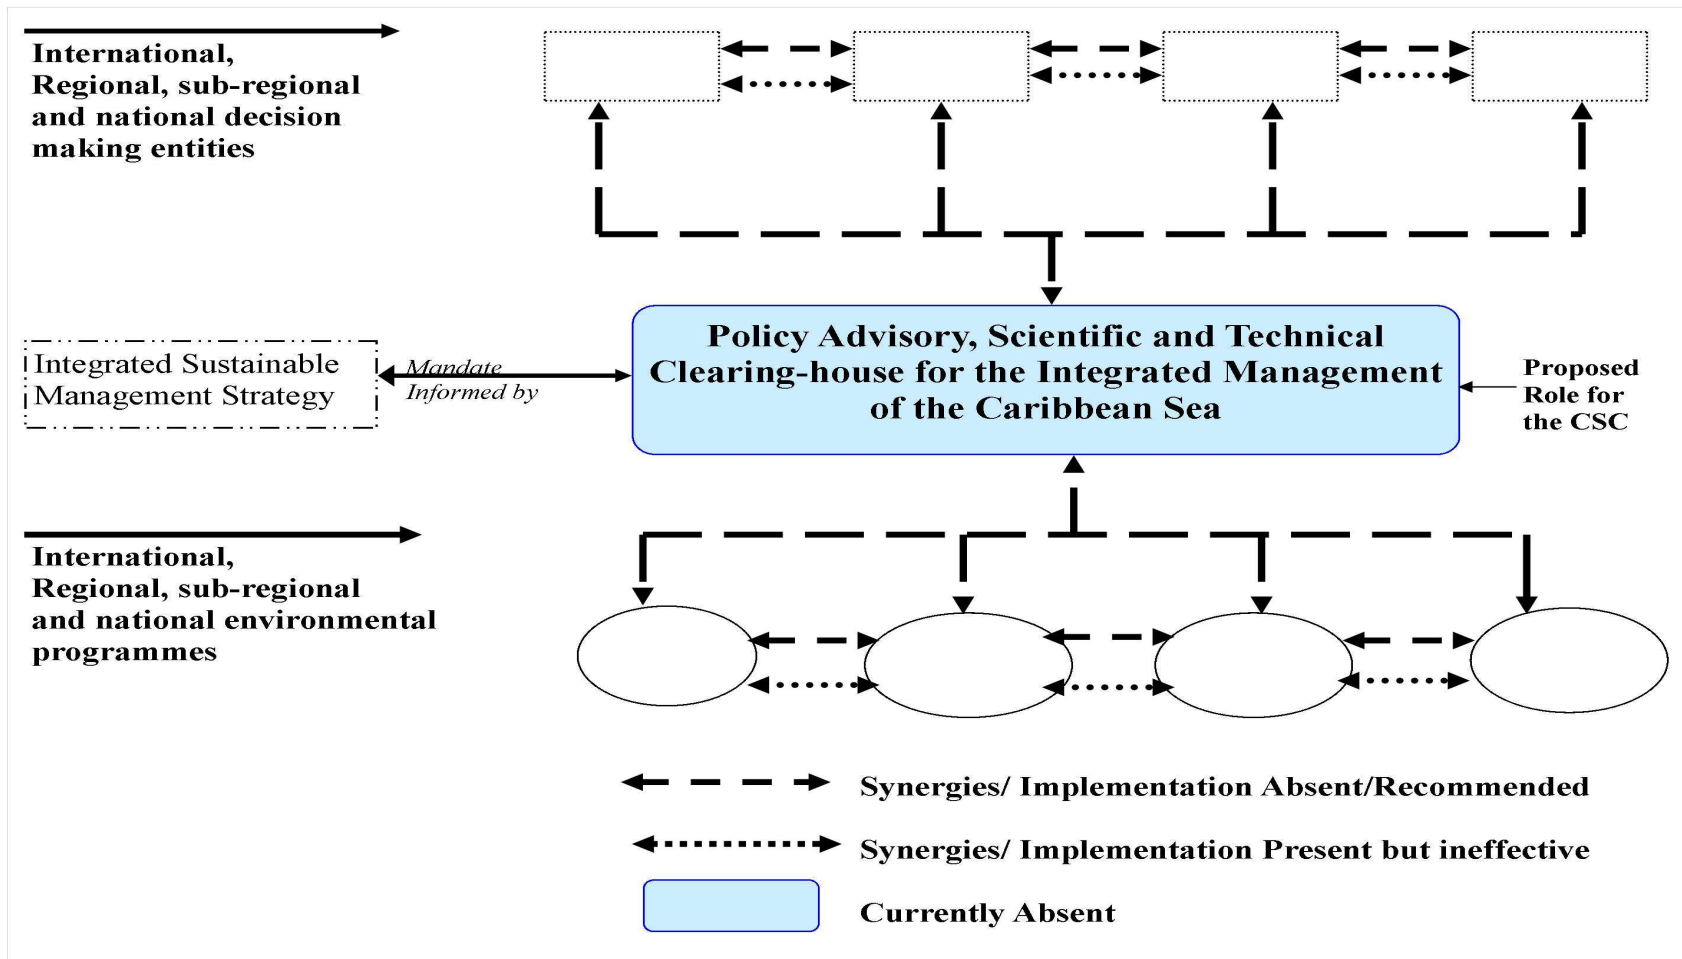 International,
Regional, sub-regional
and national decision
making entities
Policy Advisory, Scientific and Technical
Clearing-house for the Integrated Management
of the Caribbean Sea
Integrated Sustainable
Management Strategy
Mandate
Informed by
Proposed
Role for
the CSC
International,
Regional, sub-regional
and national environmental
programmes
Synergies/ Implementation Absent/Recommended
Synergies/ Implementation Present but ineffective
Currently Absent